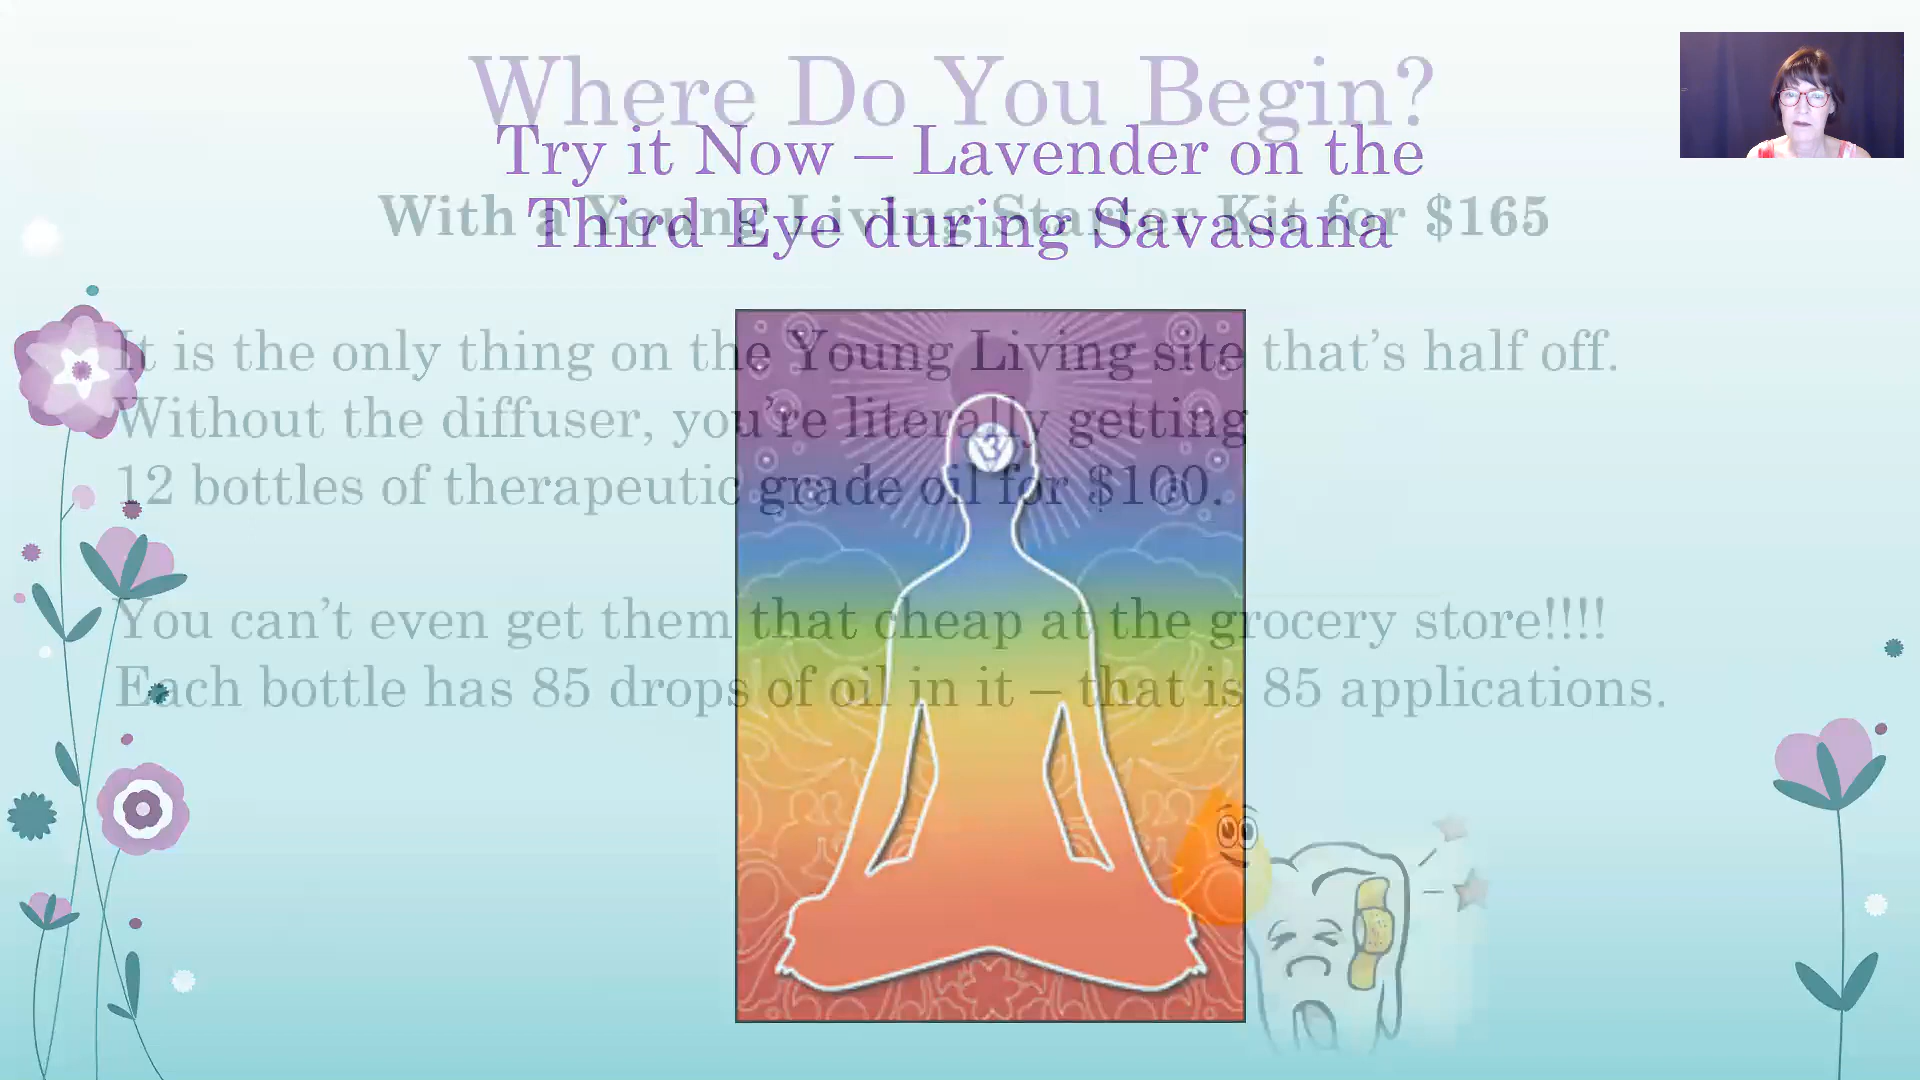 Where Do You Begin?
Try it Now – Lavender on the
Third Eye during Savasana
With a Young Living Starter Kit for $165
It is the only thing on the Young Living site that’s half off.
Without the diffuser, you’re literally getting
12 bottles of therapeutic grade oil for $100.
You can’t even get them that cheap at the grocery store!!!!
Each bottle has 85 drops of oil in it – that is 85 applications.